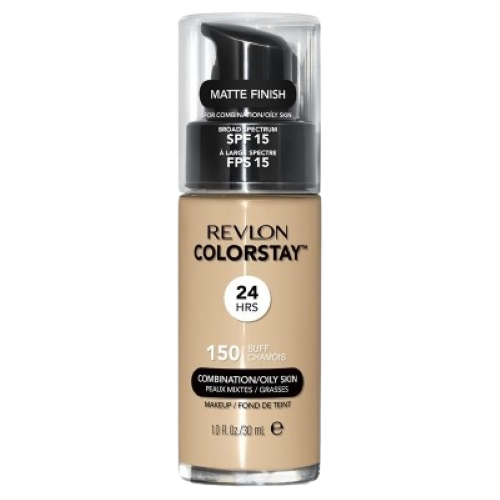 MATTE FINISH
FOR COMBINATION/OILY SKIN
BROAD SPECTRUM
SPF 15
À LARGE SPECTRE
FPS 15
REVLON
COLORSTAY™
24
HRS
150 BUFF
CHAMOIS
COMBINATION/OILY SKIN
PEAUX MIXTES / GRASSES
MAKEUP / FOND DE TEINT
1.0 fl. Oz./30 mL ℮